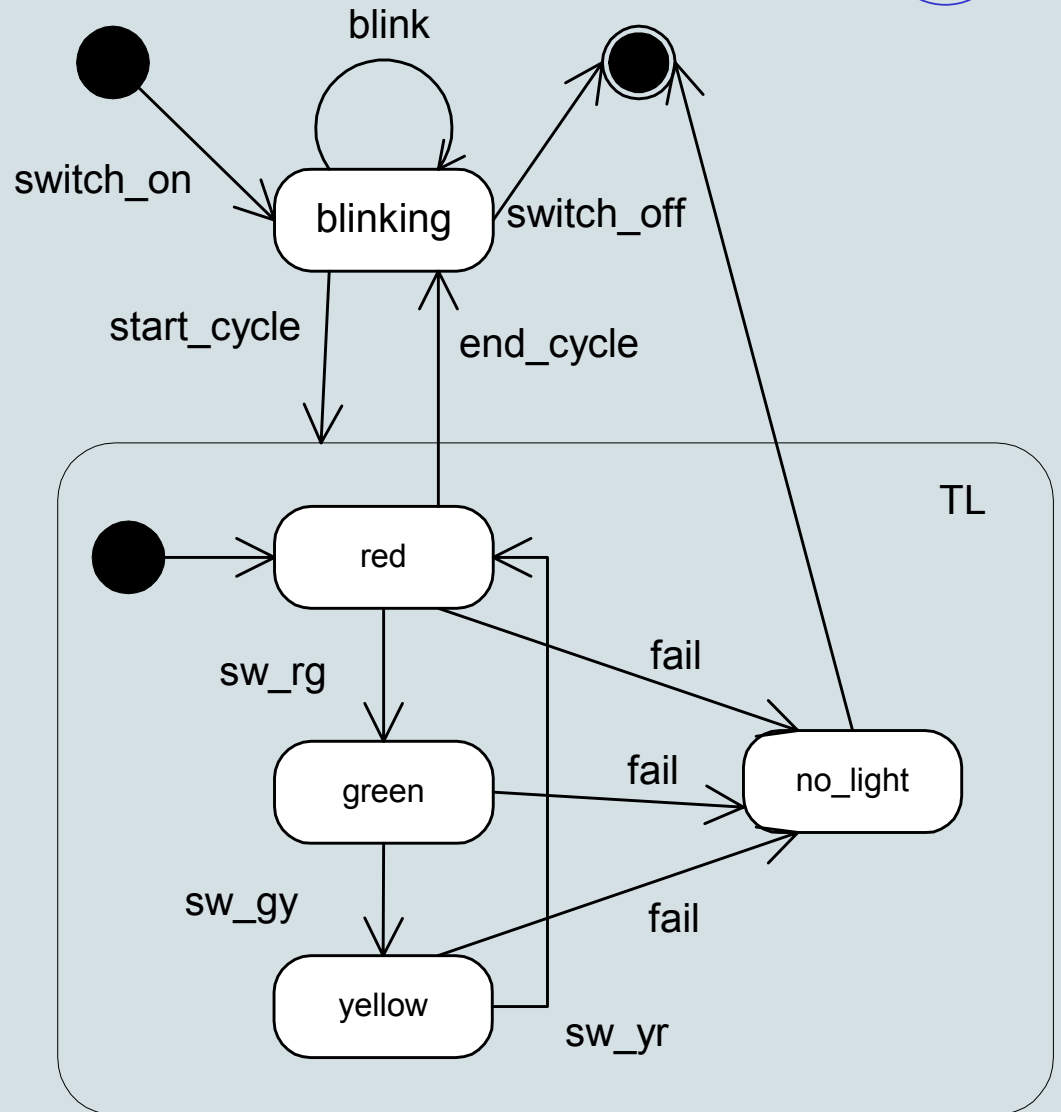 blink
switch_on
blinking
switch_off
start_cycle
end_cycle
TL
red
fail
sw_rg
fail
no_light
green
sw_gy
fail
yellow
sw_yr